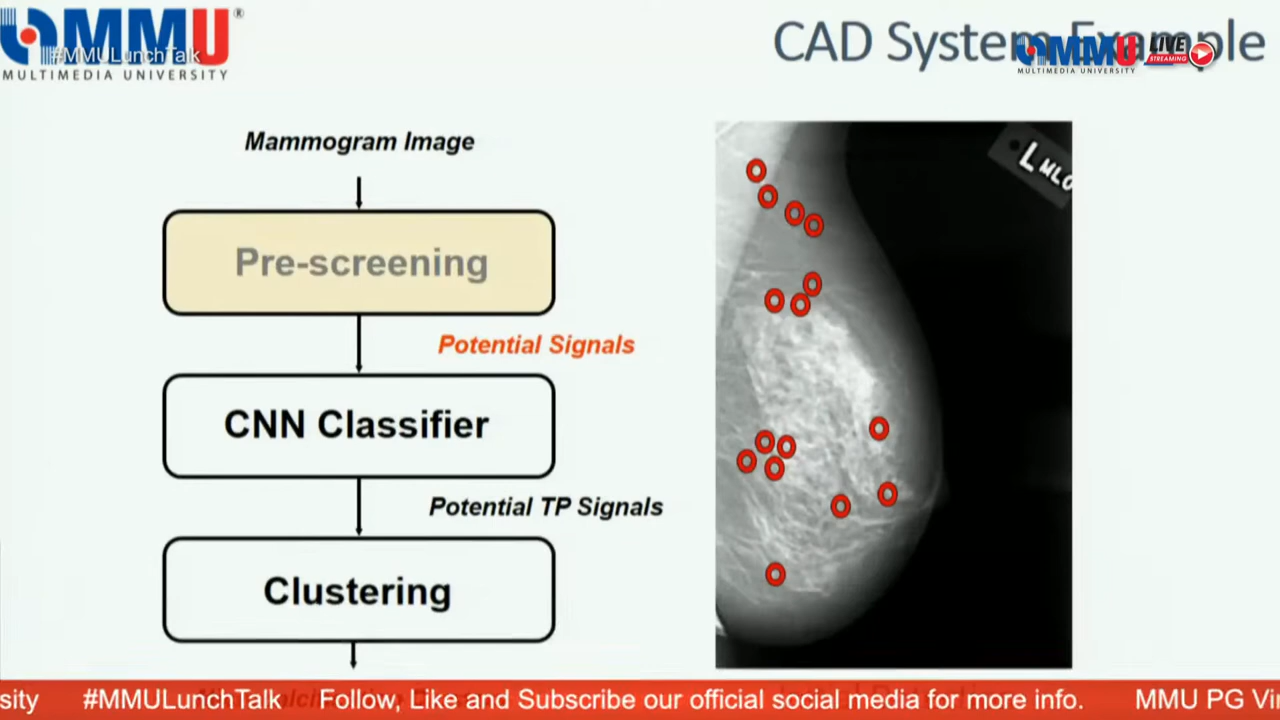 MMU®
#MMULunchTalk
MULTIMEDIA UNIVERSITY
CAD System Example
MMU
MULTIMEDIA UNIVERSITY
LIVE
STREAMING
Mammogram Image
Pre-screening
Potential Signals
CNN Classifier
Potential TP Signals
Clustering
L MLO
sity #MMULunchTalk Follow, Like and Subscribe our official social media for more info. MMU PG Vi